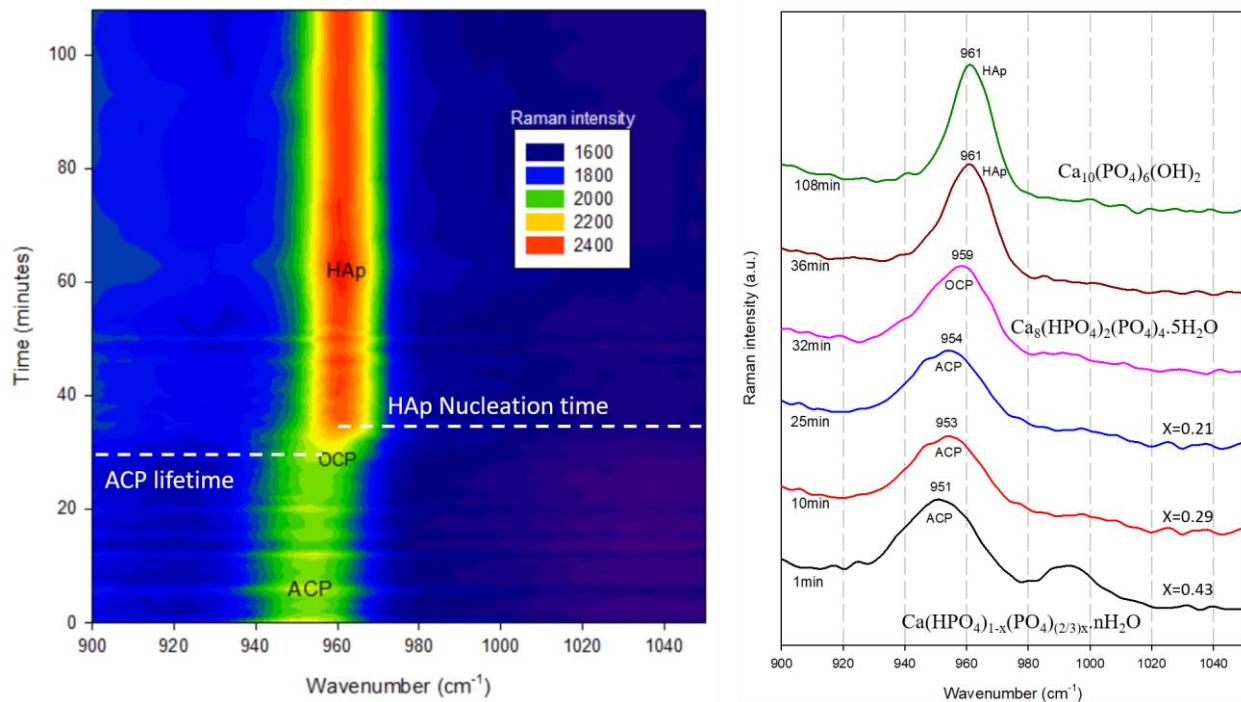 100
80
60
40
20
0
Time (minutes)
Raman intensity
1600
1800
2000
2200
2400
HAp
HAp Nucleation time
OCP
ACP lifetime
ACP
900
920
940
960
980
1000
1020
1040
Wavenumber (cm-1)
Raman intensity (a.u.)
961
HAp
108min
Ca10(PO4)6(OH)2
961
HAp
36min
959
OCP
32min
Ca8(HPO4)2(PO4)4.5H2O
954
ACP
25min
X=0.21
953
ACP
10min
X=0.29
951
ACP
1min
X=0.43
Ca(HPO4)1-x(PO4)(2/3)x.nH2O
900
920
940
960
980
1000
1020
1040
Wavenumber (cm-1)